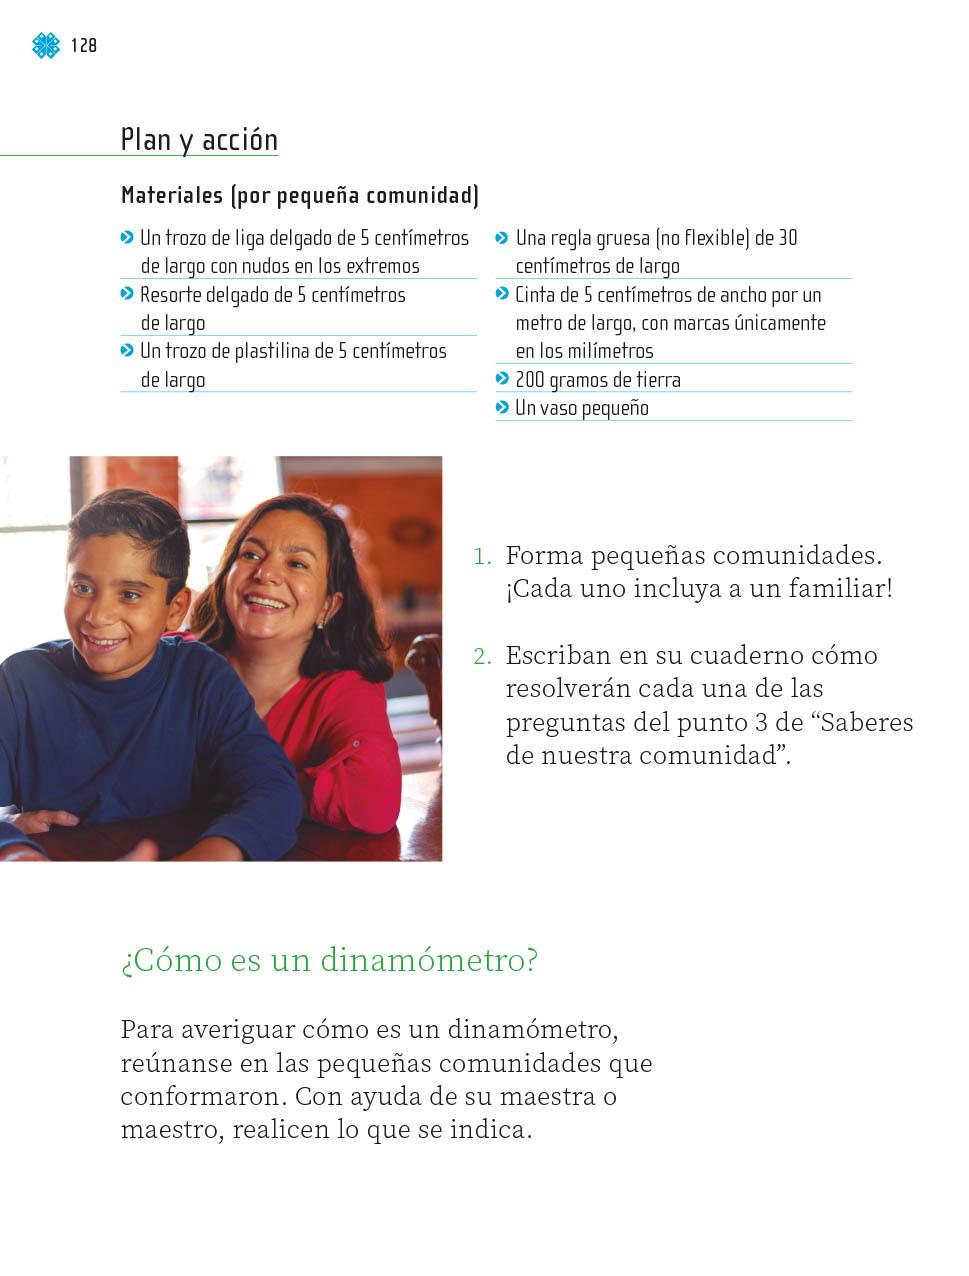 128
Plan y acción
Materiales (por pequeña comunidad)
Un trozo de liga delgado de 5 centímetros
de largo con nudos en los extremos
Resorte delgado de 5 centímetros
de largo
Un trozo de plastilina de 5 centímetros
de largo
Una regla gruesa (no flexible) de 30
centímetros de largo
Cinta de 5 centímetros de ancho por un
metro de largo, con marcas únicamente
en los milímetros
200 gramos de tierra
Un vaso pequeño
1. Forma pequeñas comunidades.
¡Cada uno incluya a un familiar!
2. Escriban en su cuaderno cómo
resolverán cada una de las
preguntas del punto 3 de “Saberes
de nuestra comunidad”.
¿Cómo es un dinamómetro?
Para averiguar cómo es un dinamómetro,
reúnanse en las pequeñas comunidades que
conformaron. Con ayuda de su maestra o
maestro, realicen lo que se indica.